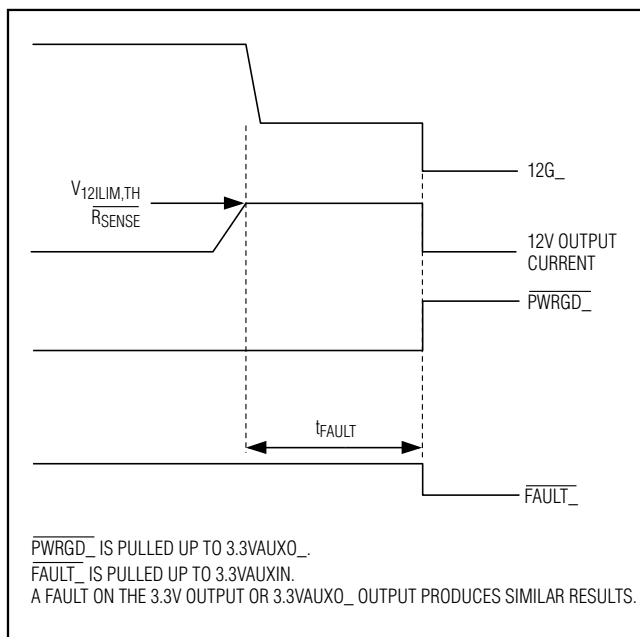 12G_
V12ILIM,TH
RSENSE
12V OUTPUT
CURRENT
PWRGD_
tFAULT
FAULT_
PWRGD_ IS PULLED UP TO 3.3VAUXO_.
FAULT_ IS PULLED UP TO 3.3VAUXIN.
A FAULT ON THE 3.3V OUTPUT OR 3.3VAUXO_ OUTPUT PRODUCES SIMILAR RESULTS.